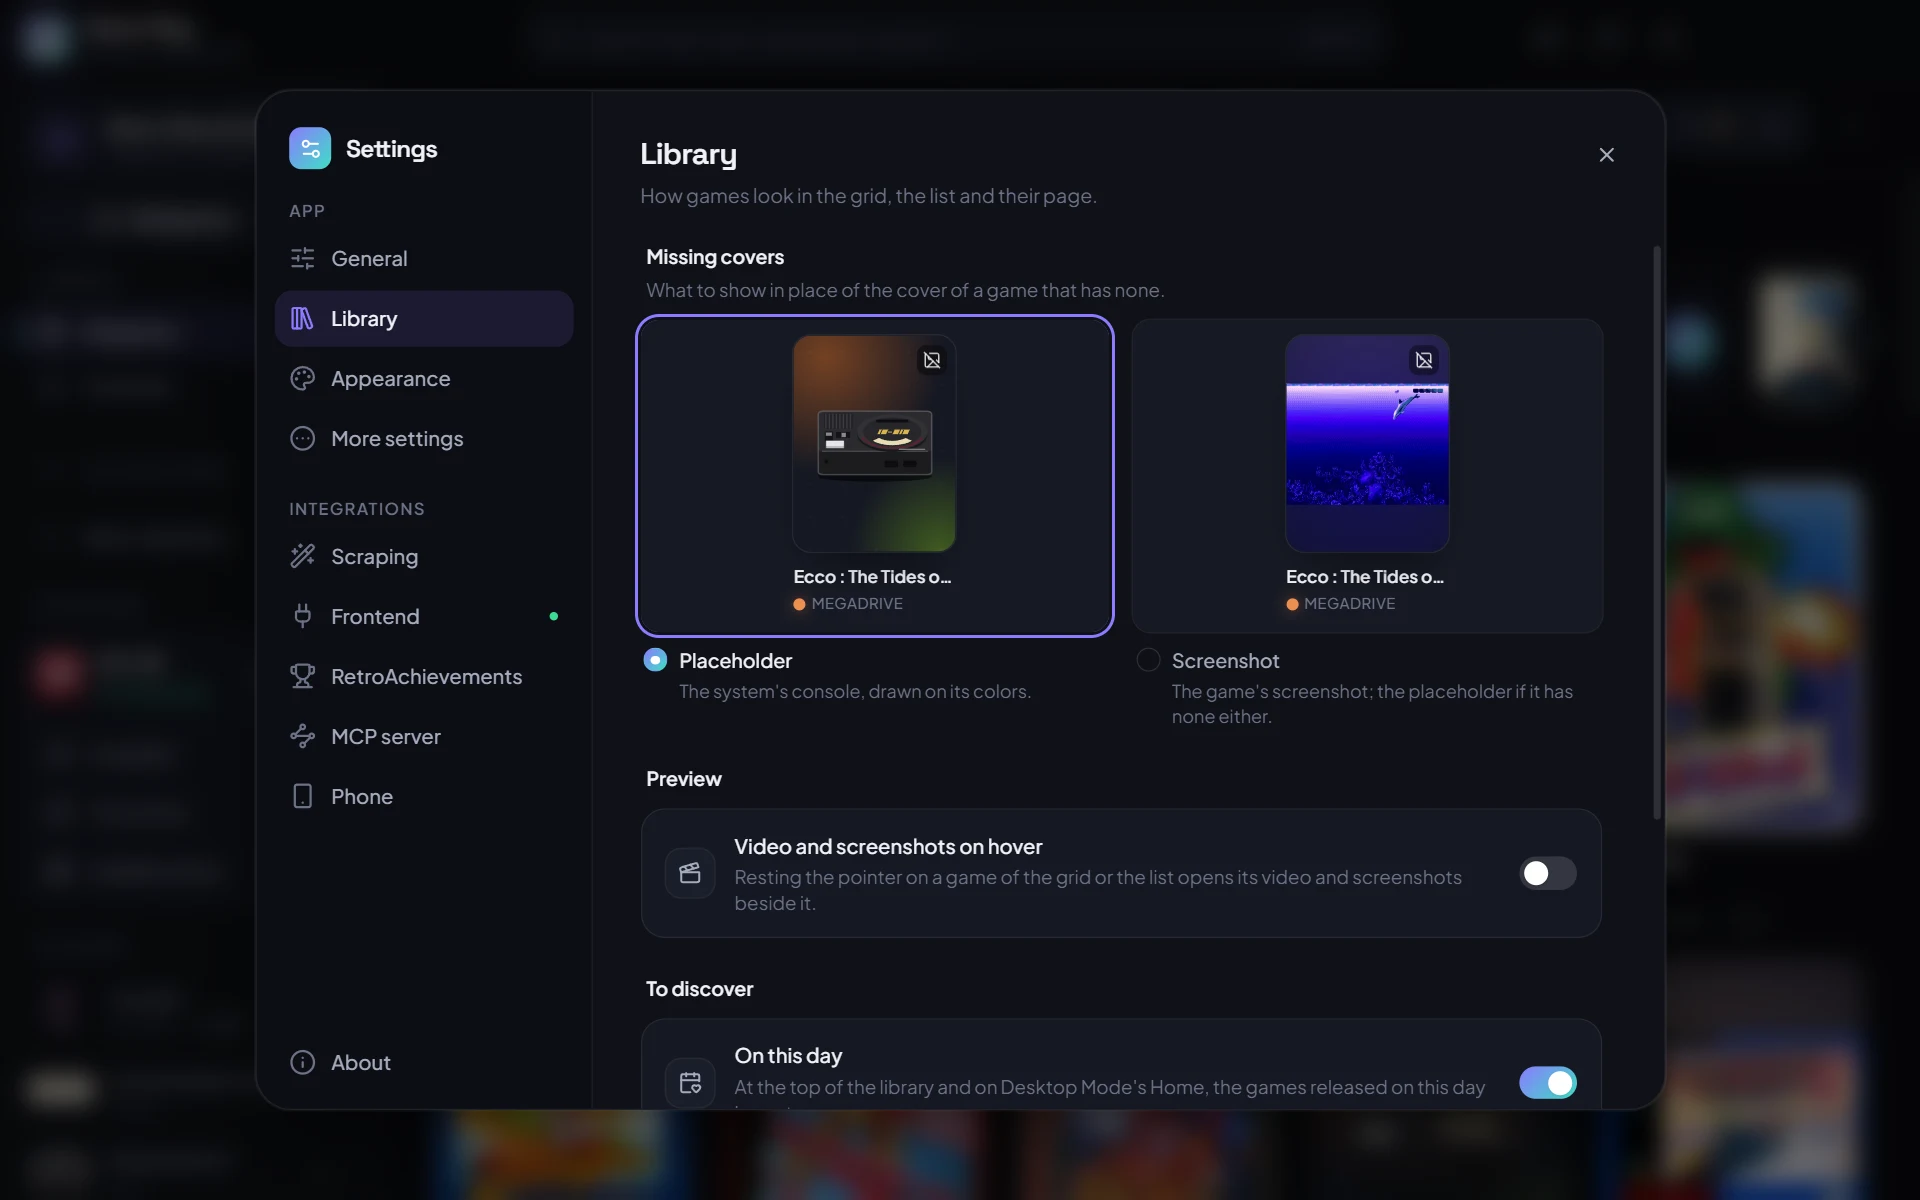 Settings
APP
General
Library
Appearance
More settings
INTEGRATIONS
Scraping
Frontend
RetroAchievements
MCP server
Phone
About
Library
How games look in the grid, the list and their page.
Missing covers
What to show in place of the cover of a game that has none.
Ecco : The Tides o...
MEGADRIVE
Ecco : The Tides o...
MEGADRIVE
Placeholder
The system's console, drawn on its colors.
Screenshot
The game's screenshot; the placeholder if it has
none either.
Preview
Video and screenshots on hover
Resting the pointer on a game of the grid or the list opens its video and screenshots
beside it.
To discover
On this day
At the top of the library and on Desktop Mode's Home, the games released on this day